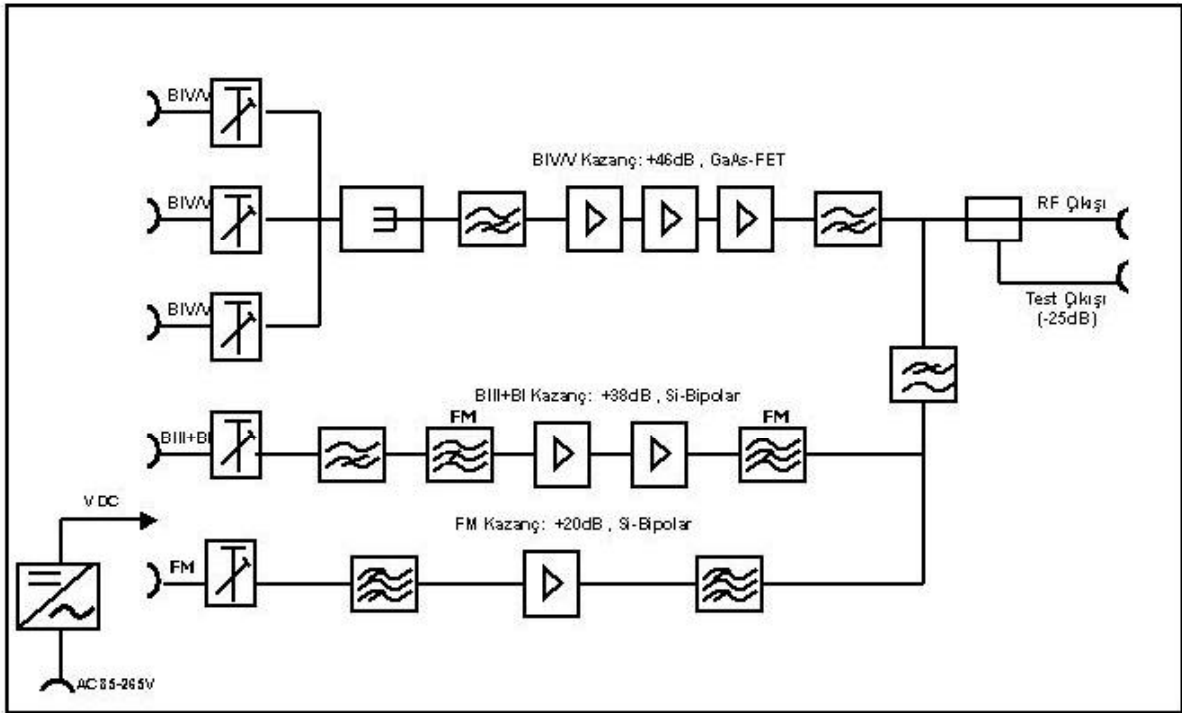 BIV/V
BIV/V Kazanç: +46dB , GaAs-FET
BIV/V
RF Çıkışı
BIV/V
Test Çıkışı
(-25dB)
BIII+BI Kazanç: +38dB , Si-Bipolar
FM
FM
BIII+BI
V DC
FM Kazanç: +20dB , Si-Bipolar
FM
AC 85-265V